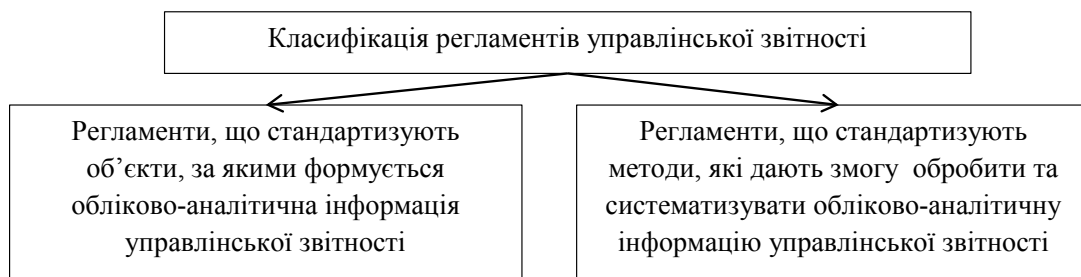 Класифікація регламентів управлінської звітності
Регламенти, що стандартизують
об’єкти, за якими формується
обліково-аналітична інформація
управлінської звітності
Регламенти, що стандартизують
методи, які дають змогу обробити та
систематизувати обліково-аналітичну
інформацію управлінської звітності